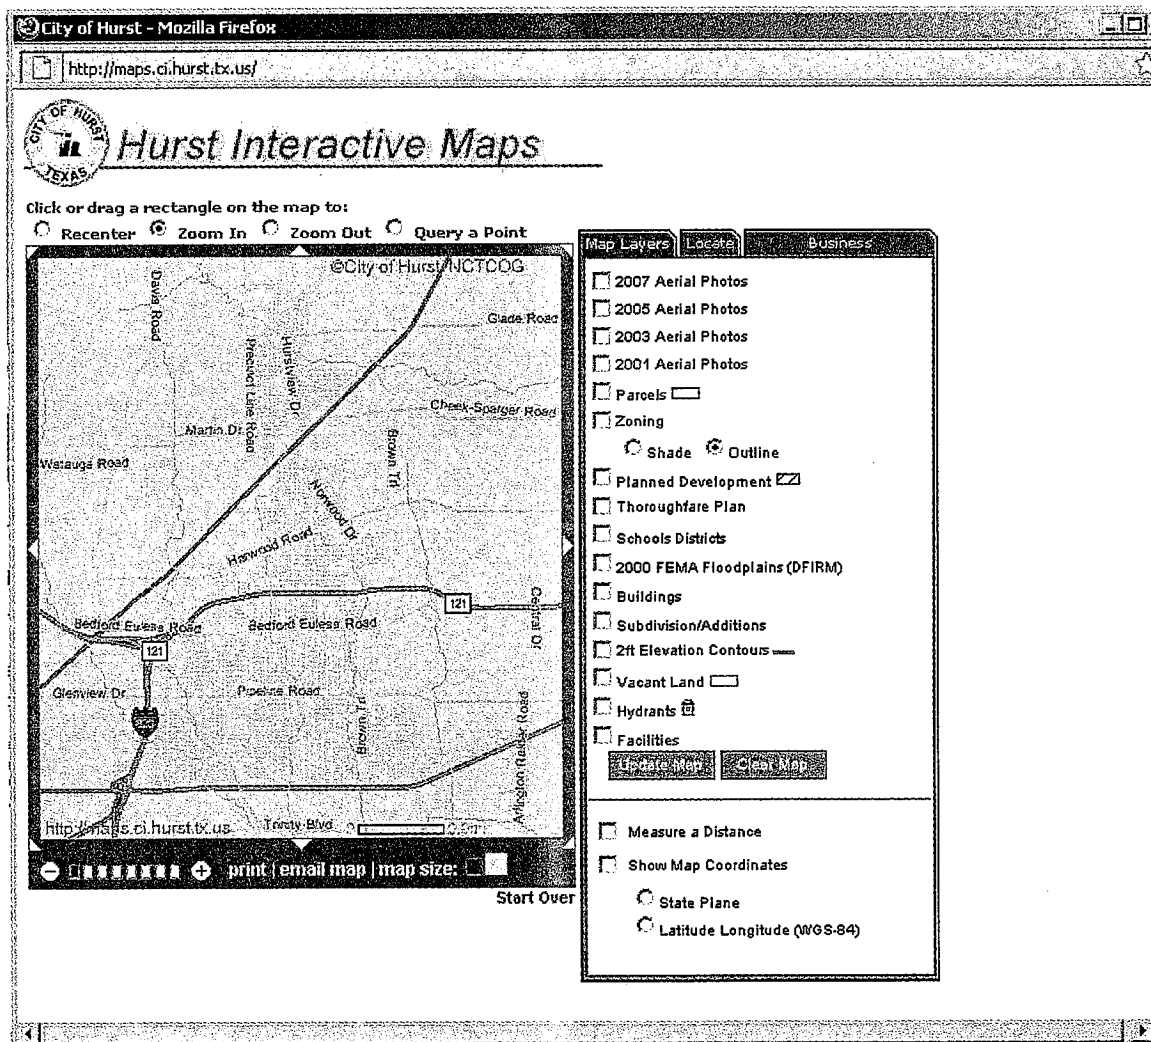 City of Hurst - Mozilla Firefox
http://maps.ci.hurst.tx.us/
CITY OF HURST
TEXAS
Hurst Interactive Maps
Click or drag a rectangle on the map to:
Recenter Zoom In Zoom Out Query a Point
Map Layers Locate Business
©City of Hurst/NCTCOG
Davis Road
Glade Road
Precinct Line Road
Hurstview Dr
Cheek-Sparger Road
Martin Dr
Brown Trl
Watauga Road
Norwood Dr
Harwood Road
121
Central Dr
Bedford Euless Road
Bedford Euless Road
121
Glenview Dr
Pipeline Road
Brown Trl
Trinity Blvd
http://maps.ci.hurst.tx.us
print | email map | map size:
Start Over
2007 Aerial Photos
2005 Aerial Photos
2003 Aerial Photos
2001 Aerial Photos
Parcels
Zoning
Shade Outline
Planned Development
Thoroughfare Plan
Schools Districts
2000 FEMA Floodplains (DFIRM)
Buildings
Subdivision/Additions
2ft Elevation Contours
Vacant Land
Hydrants
Facilities
Update Map Clear Map
Measure a Distance
Show Map Coordinates
State Plane
Latitude Longitude (WGS-84)